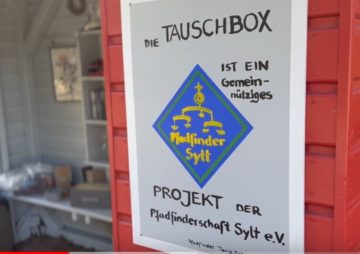 DIE TAUSCHBOX
IST EIN
Gemein-
nütziges
Pfadfinder
Sylt
PROJEKT DER
Pfadfinderschaft Sylt e.V.